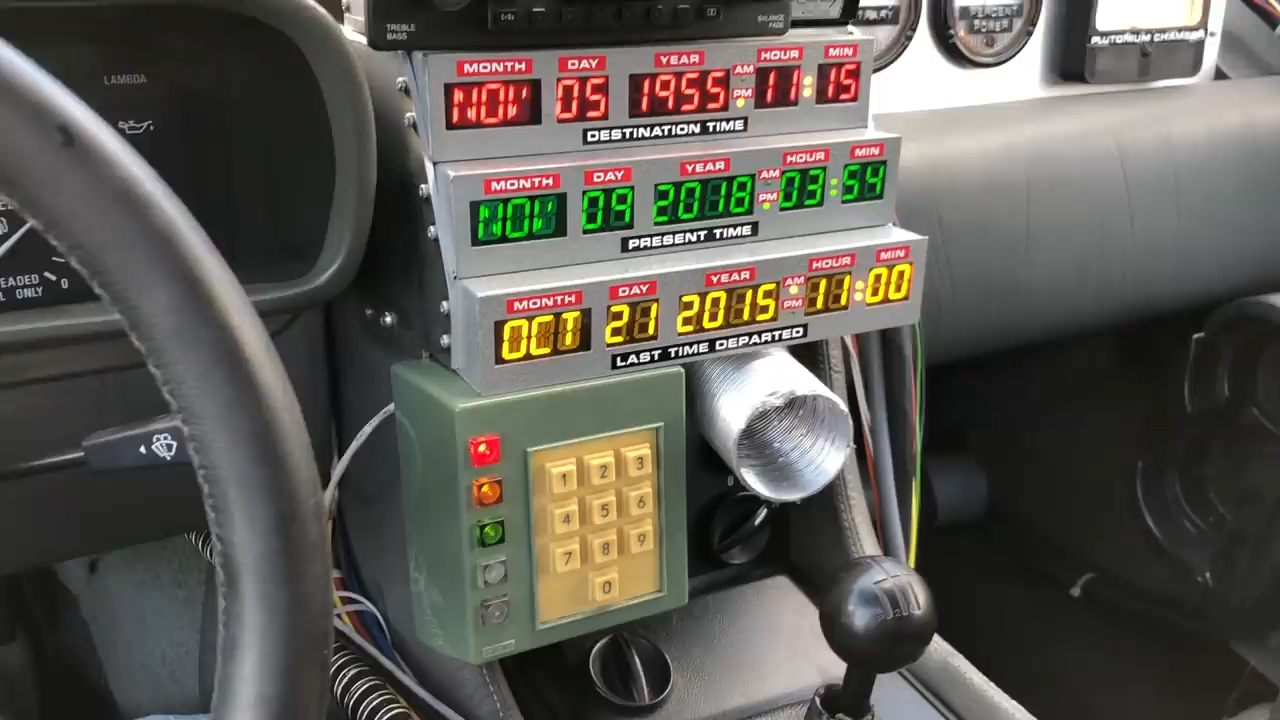 TREBLE
BASS
BALANCE
FADE
PERCENT
POWER
PLUTONIUM CHAMBER
LAMBDA
MONTH DAY YEAR HOUR MIN
NOV 05 1955 AM PM 11:15
DESTINATION TIME
MONTH DAY YEAR HOUR MIN
NOV 09 2018 AM PM 03:54
PRESENT TIME
MONTH DAY YEAR HOUR MIN
OCT 21 2015 AM PM 11:00
LAST TIME DEPARTED
0
ONLY
1 2 3
4 5 6
7 8 9
0
0